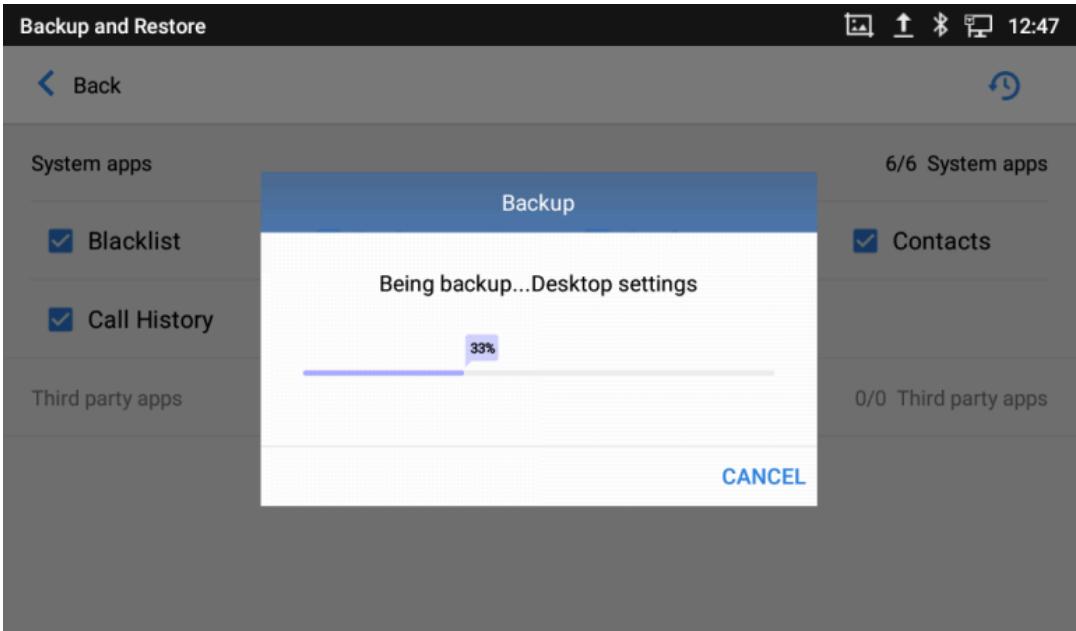 Backup and Restore 12:47
Back
System apps 6/6 System apps
Backup
Blacklist Contacts
Being backup...Desktop settings
Call History
33%
Third party apps 0/0 Third party apps
CANCEL